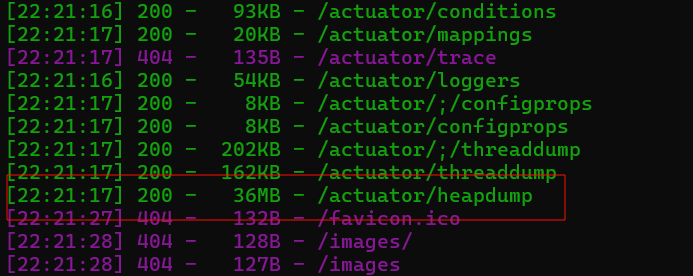 [22:21:16] 200 -   93KB - /actuator/conditions
[22:21:17] 200 -   20KB - /actuator/mappings
[22:21:17] 404 -   135B - /actuator/trace
[22:21:16] 200 -   54KB - /actuator/loggers
[22:21:17] 200 -    8KB - /actuator/;/configprops
[22:21:17] 200 -    8KB - /actuator/configprops
[22:21:17] 200 -  202KB - /actuator/;/threaddump
[22:21:17] 200 -  162KB - /actuator/threaddump
[22:21:17] 200 -   36MB - /actuator/heapdump
[22:21:27] 404 -   132B - /favicon.ico
[22:21:28] 404 -   128B - /images/
[22:21:28] 404 -   127B - /images